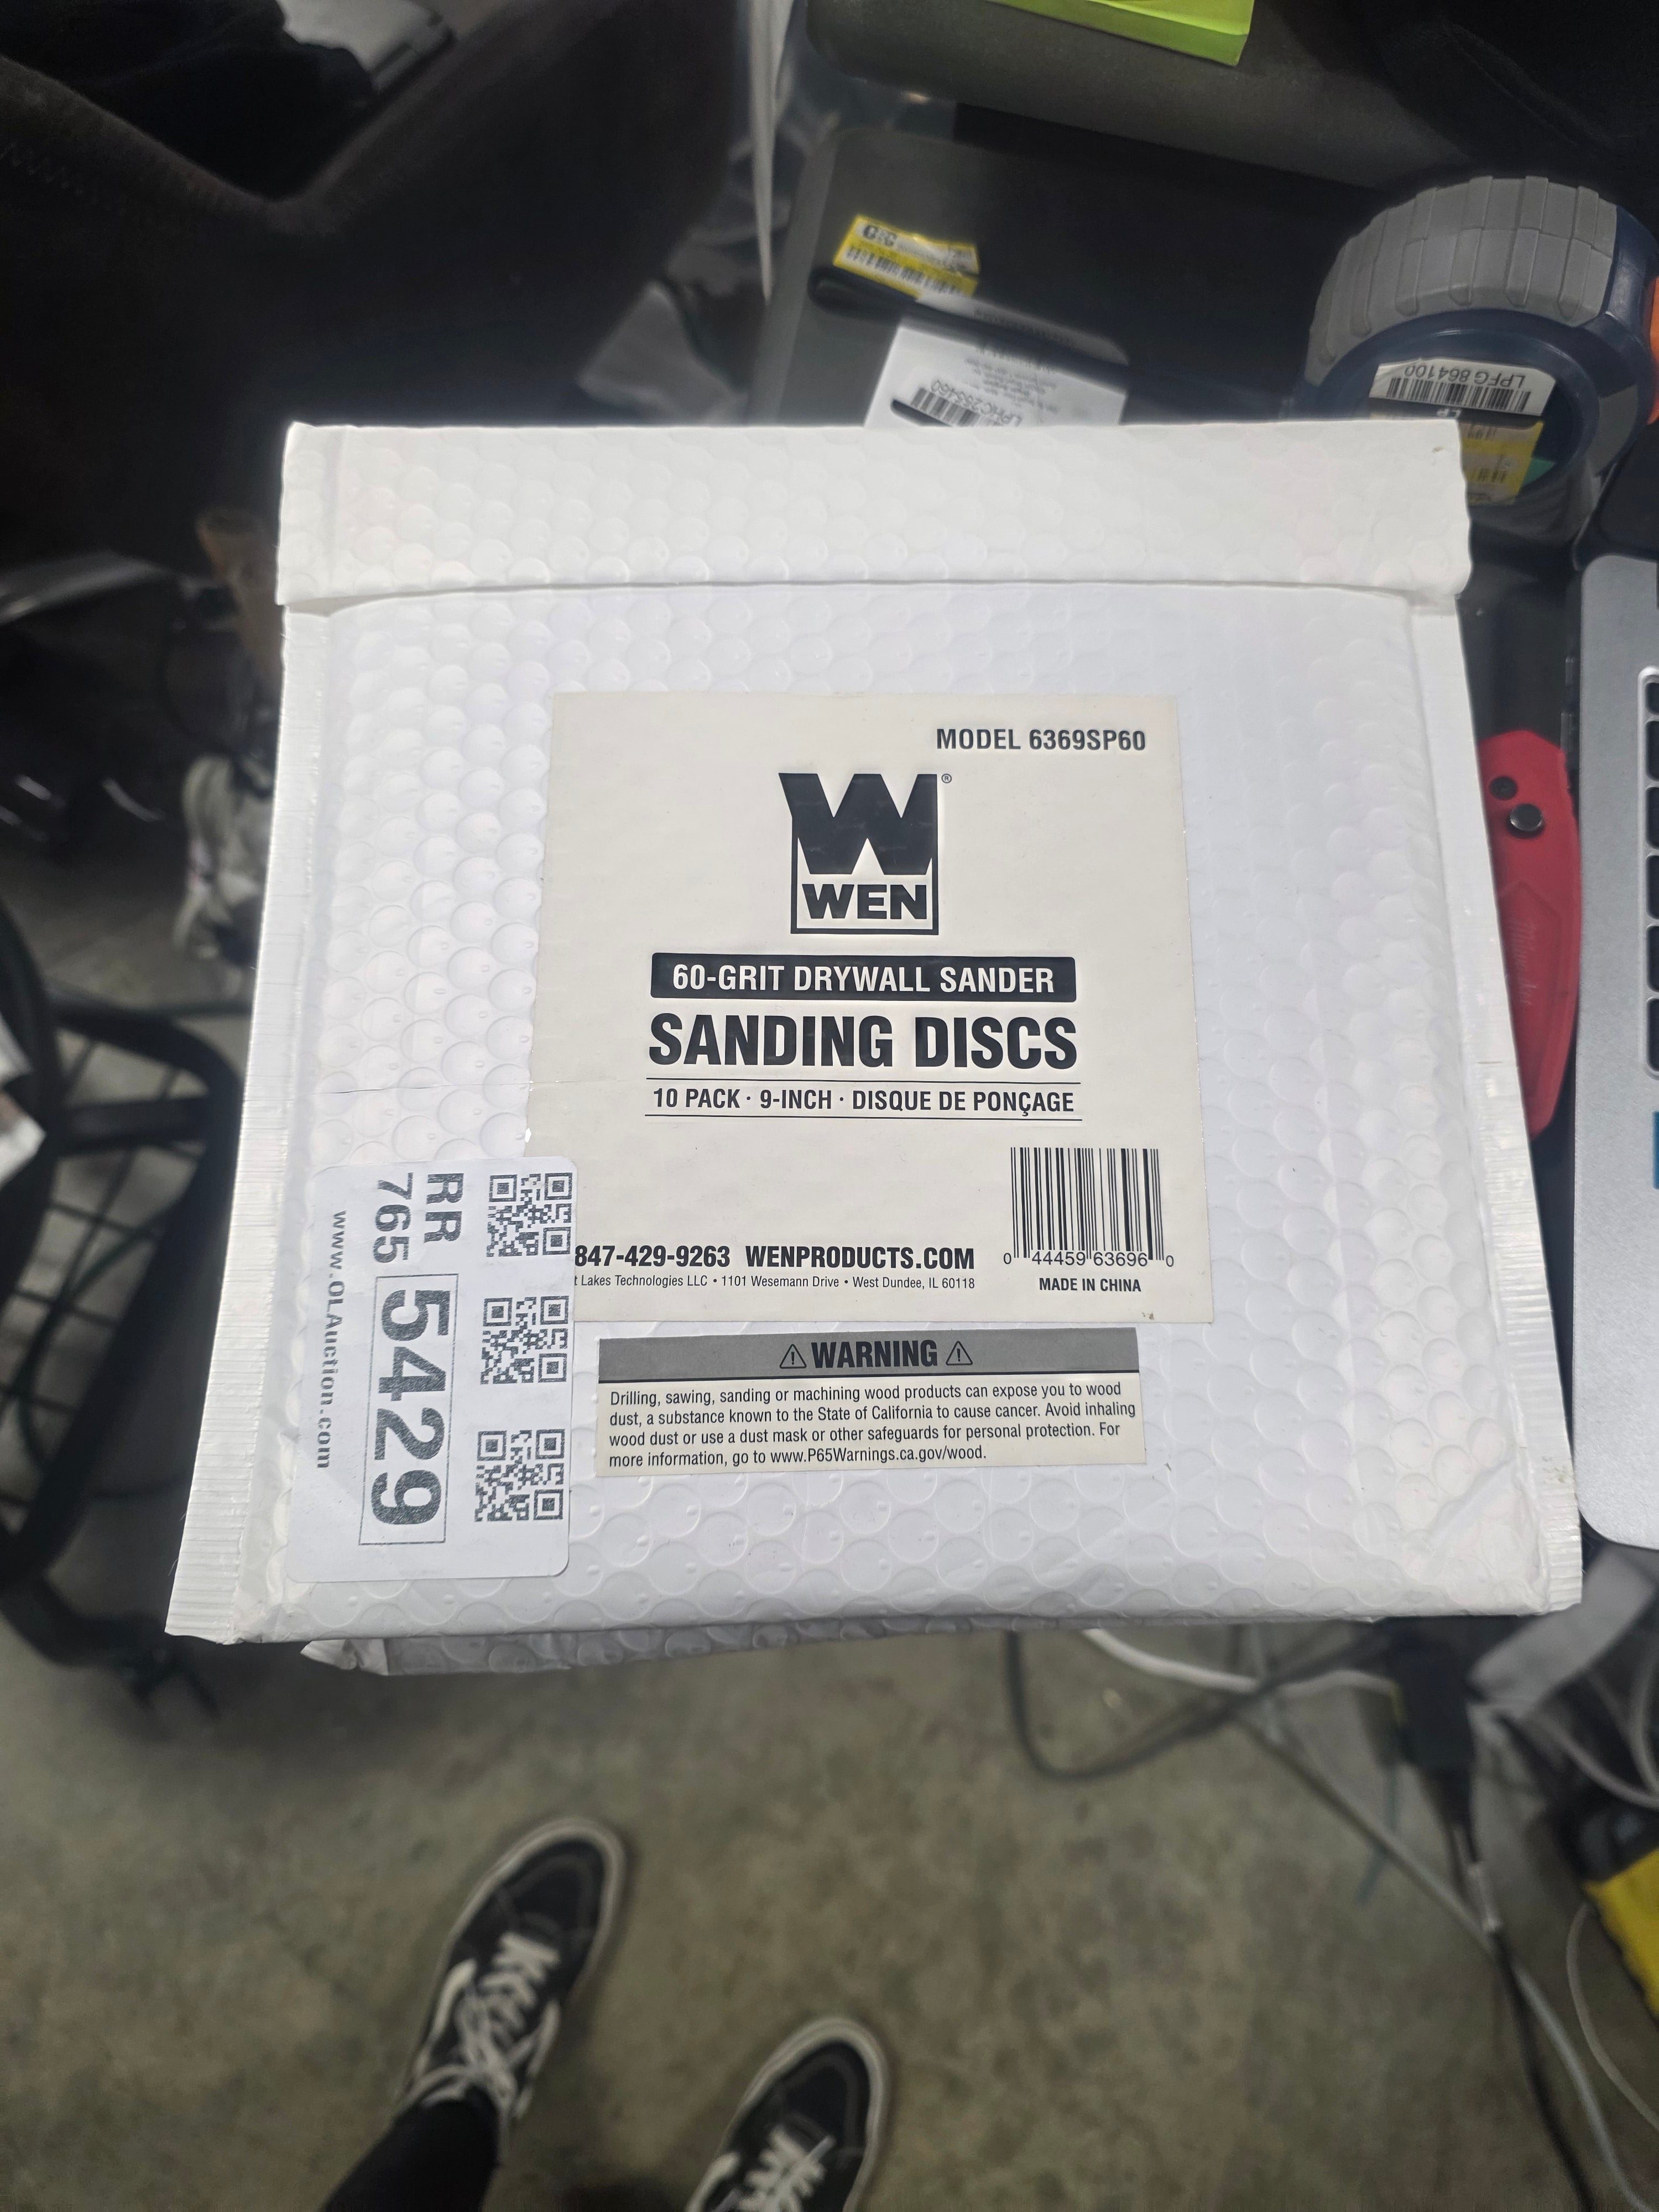 LPFG 864100
MODEL 6369SP60
W®
WEN
60-GRIT DRYWALL SANDER
SANDING DISCS
10 PACK · 9-INCH · DISQUE DE PONÇAGE
847-429-9263 WENPRODUCTS.COM
t Lakes Technologies LLC • 1101 Wesemann Drive • West Dundee, IL 60118
0 44459 63696 0
MADE IN CHINA
RR
765
5429
www.OLAuction.com
⚠ WARNING ⚠
Drilling, sawing, sanding or machining wood products can expose you to wood
dust, a substance known to the State of California to cause cancer. Avoid inhaling
wood dust or use a dust mask or other safeguards for personal protection. For
more information, go to www.P65Warnings.ca.gov/wood.